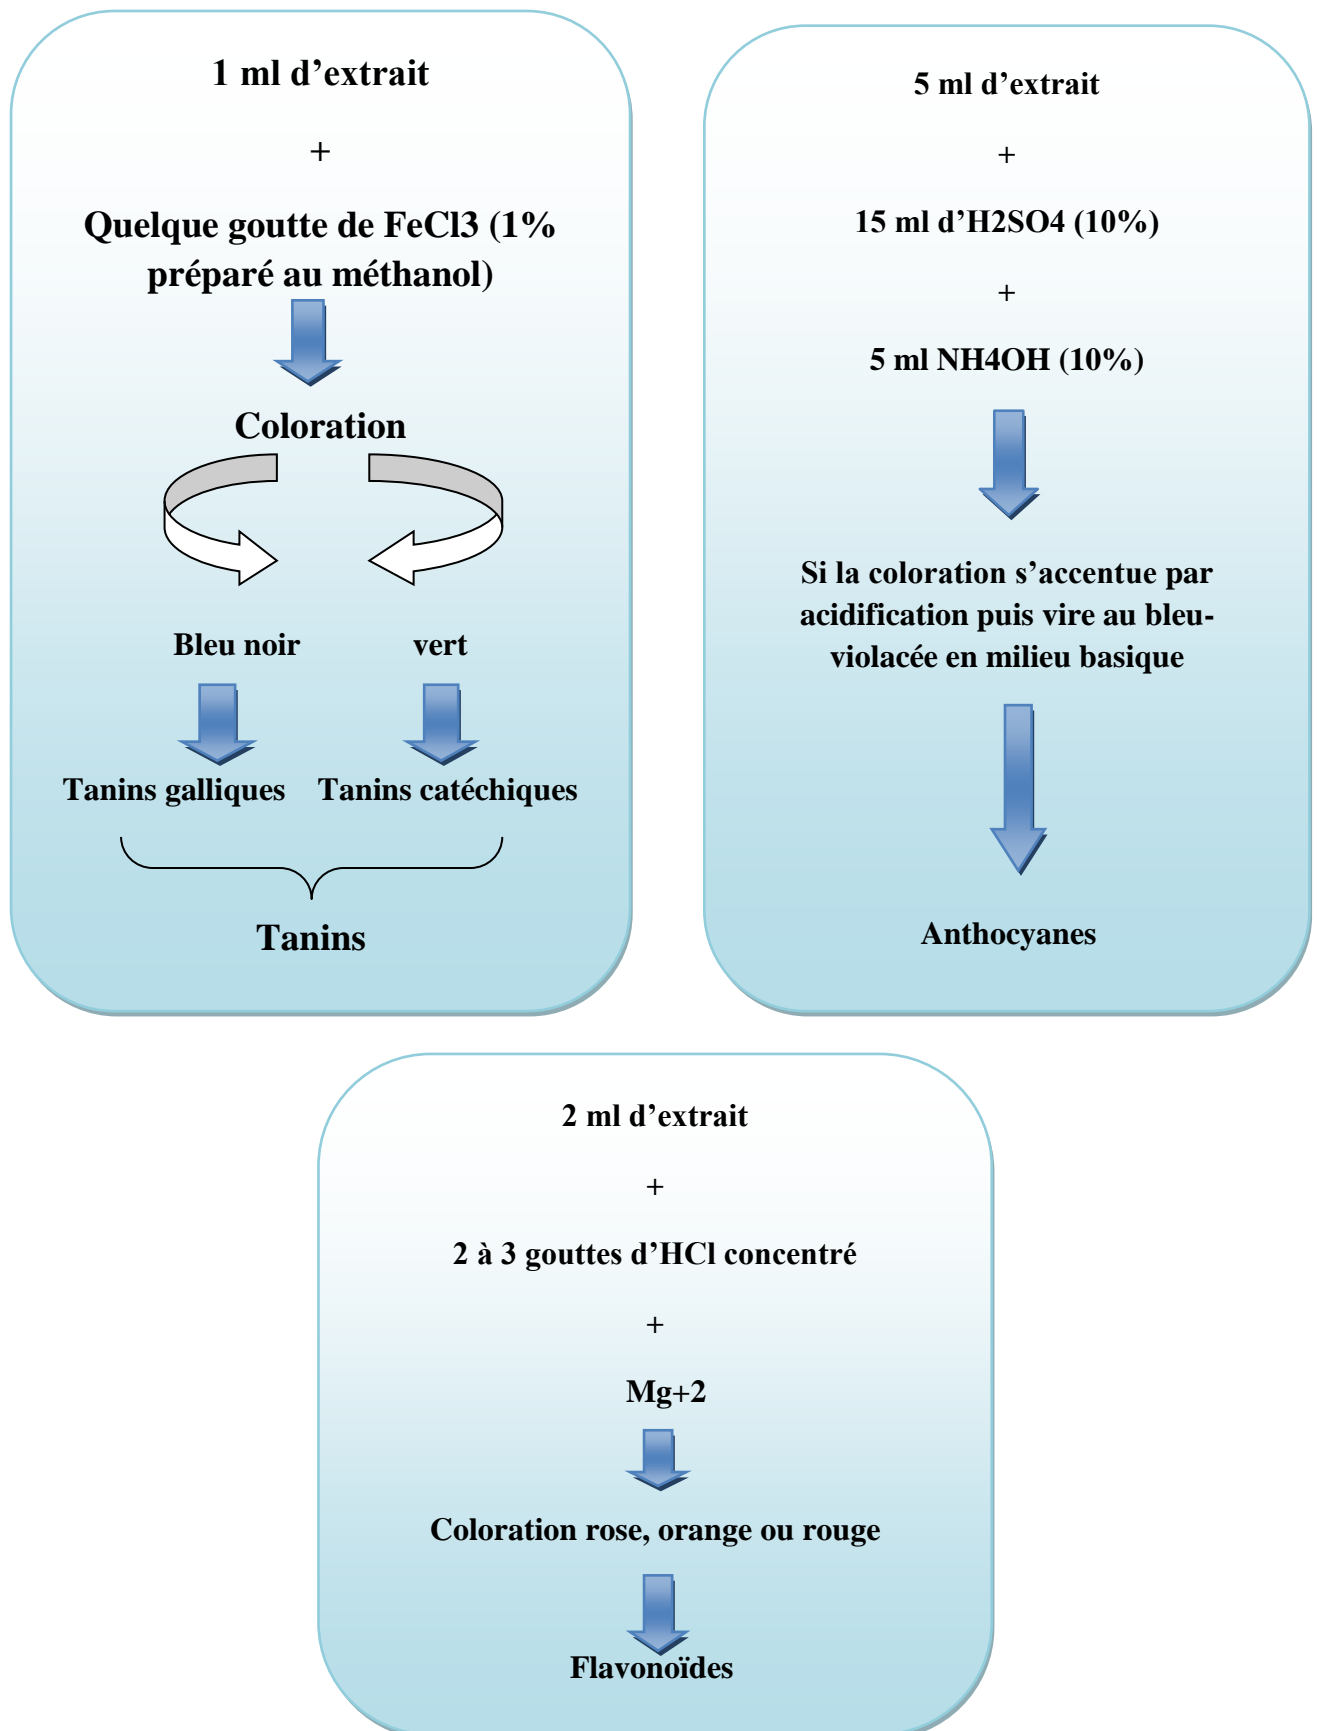 1 ml d’extrait
+
Quelque goutte de FeCl3 (1%
préparé au méthanol)
Coloration
Bleu noir vert
Tanins galliques Tanins catéchiques
Tanins
5 ml d’extrait
+
15 ml d’H2SO4 (10%)
+
5 ml NH4OH (10%)
Si la coloration s’accentue par
acidification puis vire au bleu-
violacée en milieu basique
Anthocyanes
2 ml d’extrait
+
2 à 3 gouttes d’HCl concentré
+
Mg+2
Coloration rose, orange ou rouge
Flavonoïdes